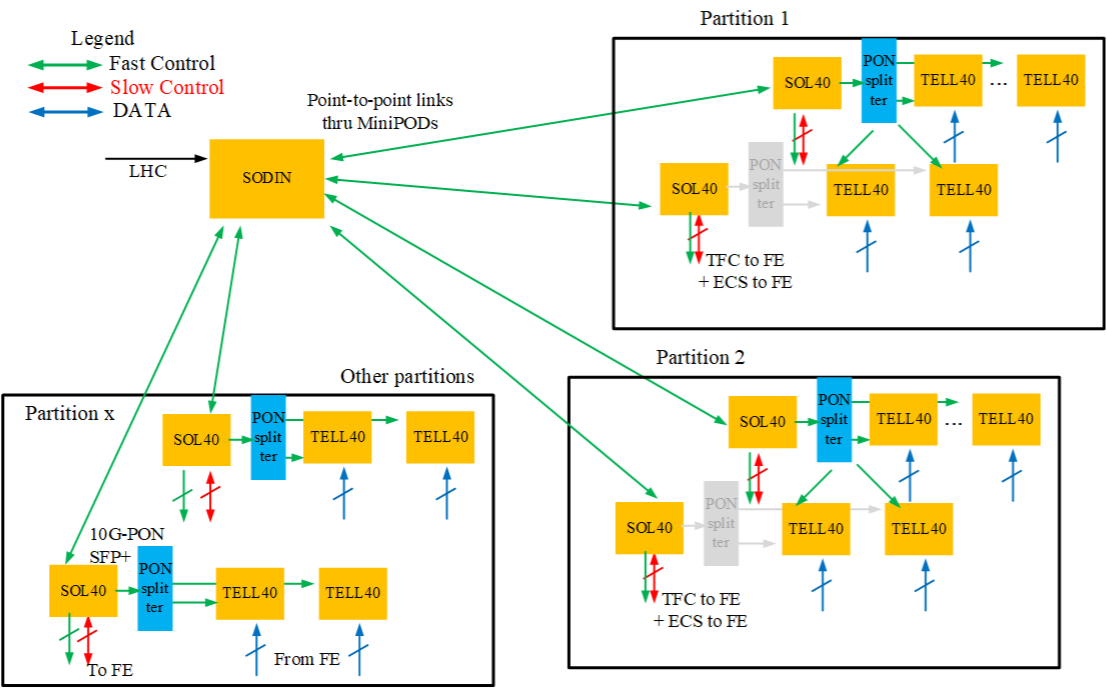 Legend
Fast Control
Slow Control
DATA
LHC
SODIN
Point-to-point links
thru MiniPODs
Partition 1
SOL40
PON
split
ter
TELL40
...
TELL40
SOL40
PON
split
ter
TELL40
TELL40
TFC to FE
+ ECS to FE
Partition 2
SOL40
PON
split
ter
TELL40
...
TELL40
SOL40
PON
split
ter
TELL40
TELL40
TFC to FE
+ ECS to FE
Other partitions
Partition x
SOL40
PON
split
ter
TELL40
TELL40
10G-PON
SFP+
SOL40
PON
split
ter
TELL40
TELL40
To FE
From FE